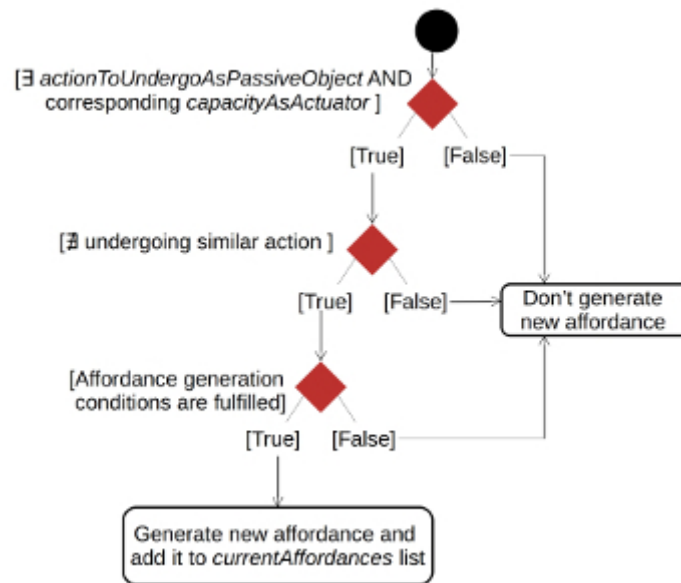 [∃ actionToUndergoAsPassiveObject AND
corresponding capacityAsActuator ]
[True]
[False]
[∄ undergoing similar action ]
[True]
[False]
Don't generate
new affordance
[Affordance generation
conditions are fulfilled]
[True]
[False]
Generate new affordance and
add it to currentAffordances list